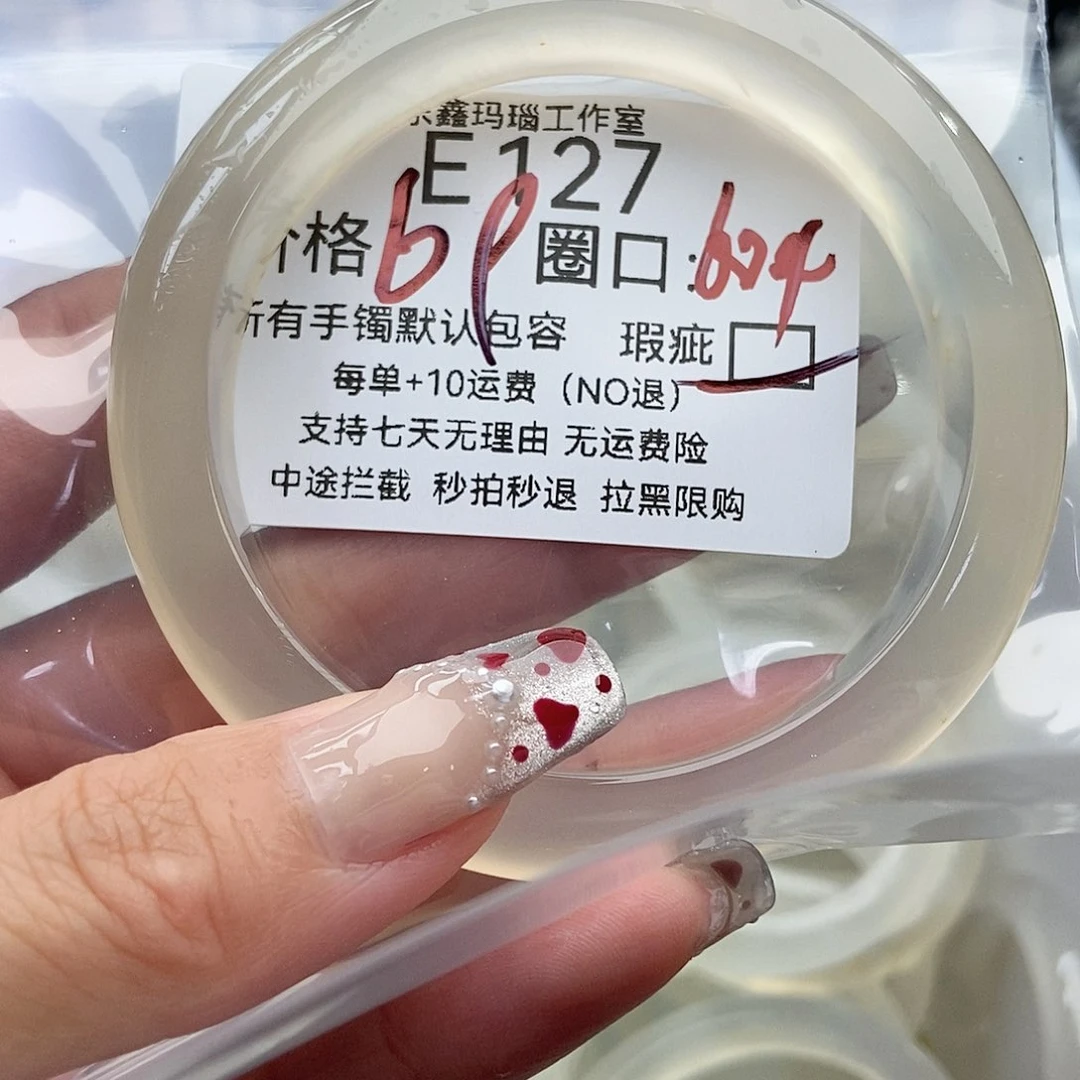 鑫玛瑙工作室
E127
价格 圈口:
所有手镯默认包容 瑕疵
每单+10运费（NO退）
支持七天无理由 无运费险
中途拦截 秒拍秒退 拉黑限购